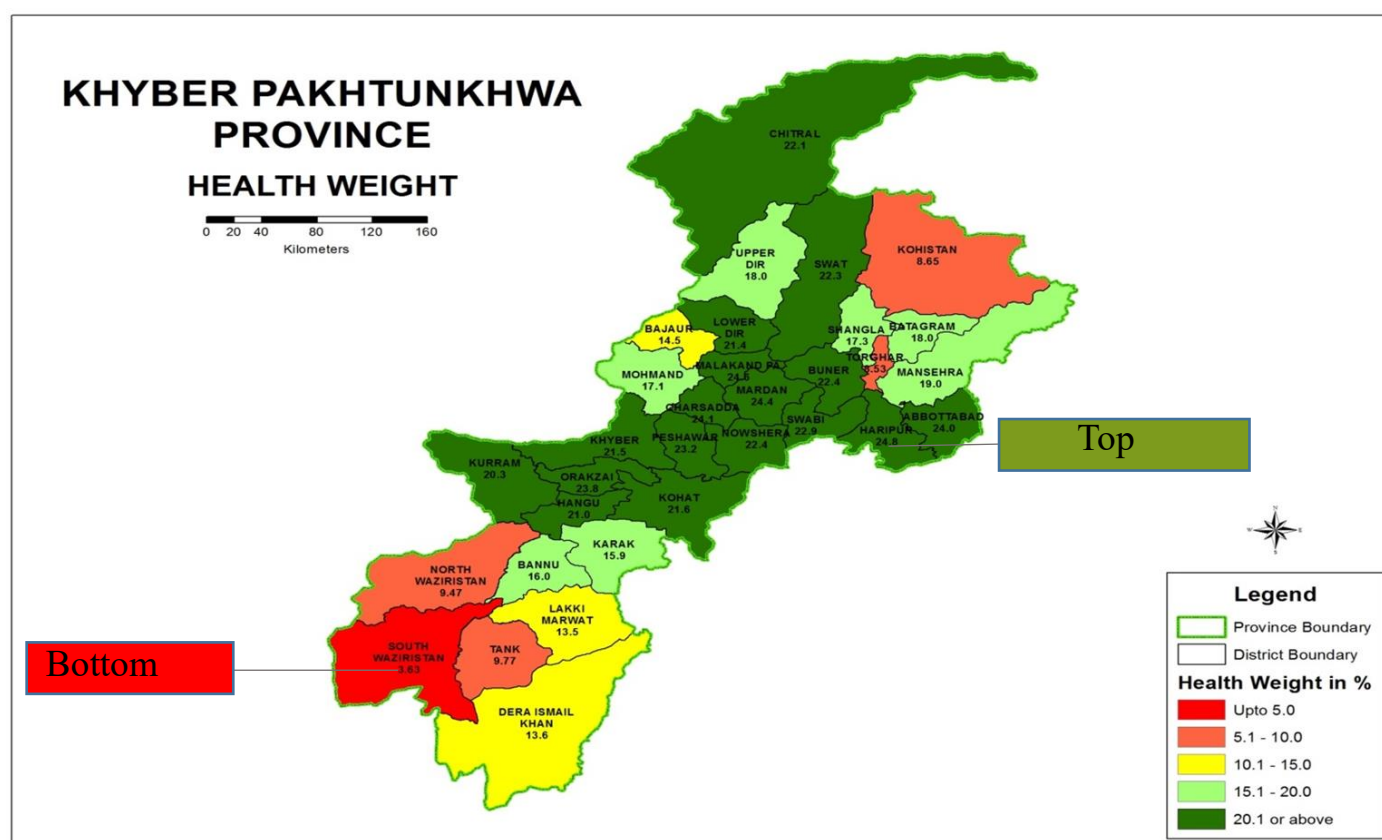 KHYBER PAKHTUNKHWA
PROVINCE
HEALTH WEIGHT
0 20 40 80 120 160
Kilometers
CHITRAL
22.1
UPPER
DIR
18.0
SWAT
22.3
KOHISTAN
8.65
LOWER
DIR
21.4
BAJAUR
14.5
SHANGLA
17.3
BATAGRAM
18.0
TORGHAR
8.53
MANSEHRA
19.0
MOHMAND
17.1
MALAKAND PA
BUNER
22.4
MARDAN
24.4
CHARSADDA
24.1
SWABI
22.9
ABBOTTABAD
24.0
HARIPUR
24.8
Top
KHYBER
21.5
PESHAWAR
23.2
NOWSHERA
22.4
KURRAM
20.3
ORAKZAI
23.8
HANGU
21.0
KOHAT
21.6
KARAK
15.9
BANNU
16.0
NORTH
WAZIRISTAN
9.47
LAKKI
MARWAT
13.5
Bottom
SOUTH
WAZIRISTAN
3.63
TANK
9.77
DERA ISMAIL
KHAN
13.6
N
W E
S
Legend
Province Boundary
District Boundary
Health Weight in %
Upto 5.0
5.1 - 10.0
10.1 - 15.0
15.1 - 20.0
20.1 or above